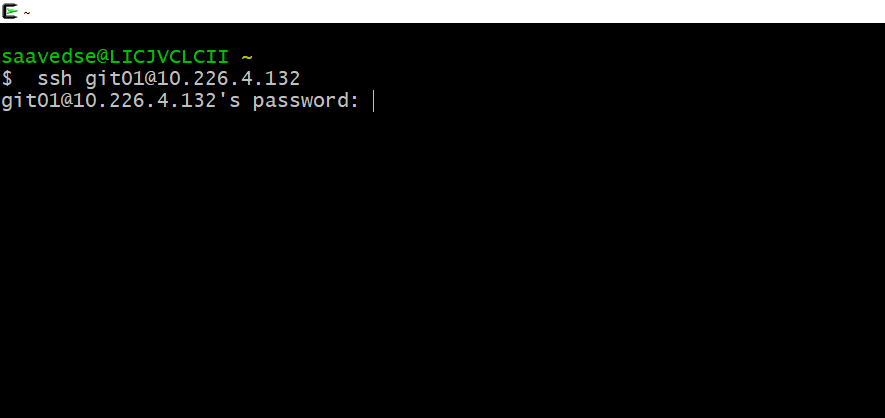 ~
saavedse@LICJVCLCII ~
$  ssh git01@10.226.4.132
git01@10.226.4.132's password: